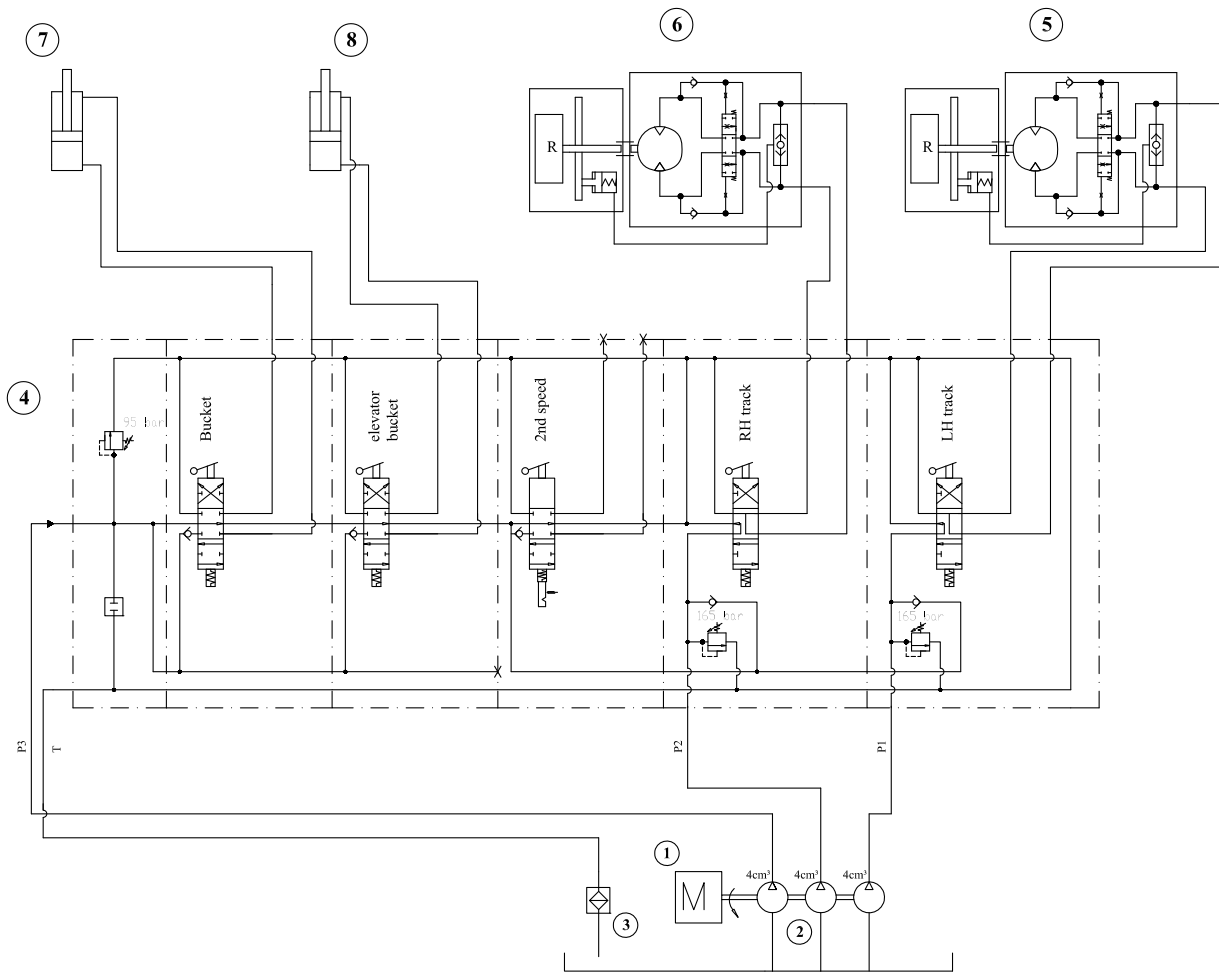 7
8
6
5
R
R
4
95 bar
Bucket
elevator
bucket
2nd speed
RH track
LH track
165 bar
165 bar
P3
T
P2
P1
1
4cm³
4cm³
4cm³
M
3
2